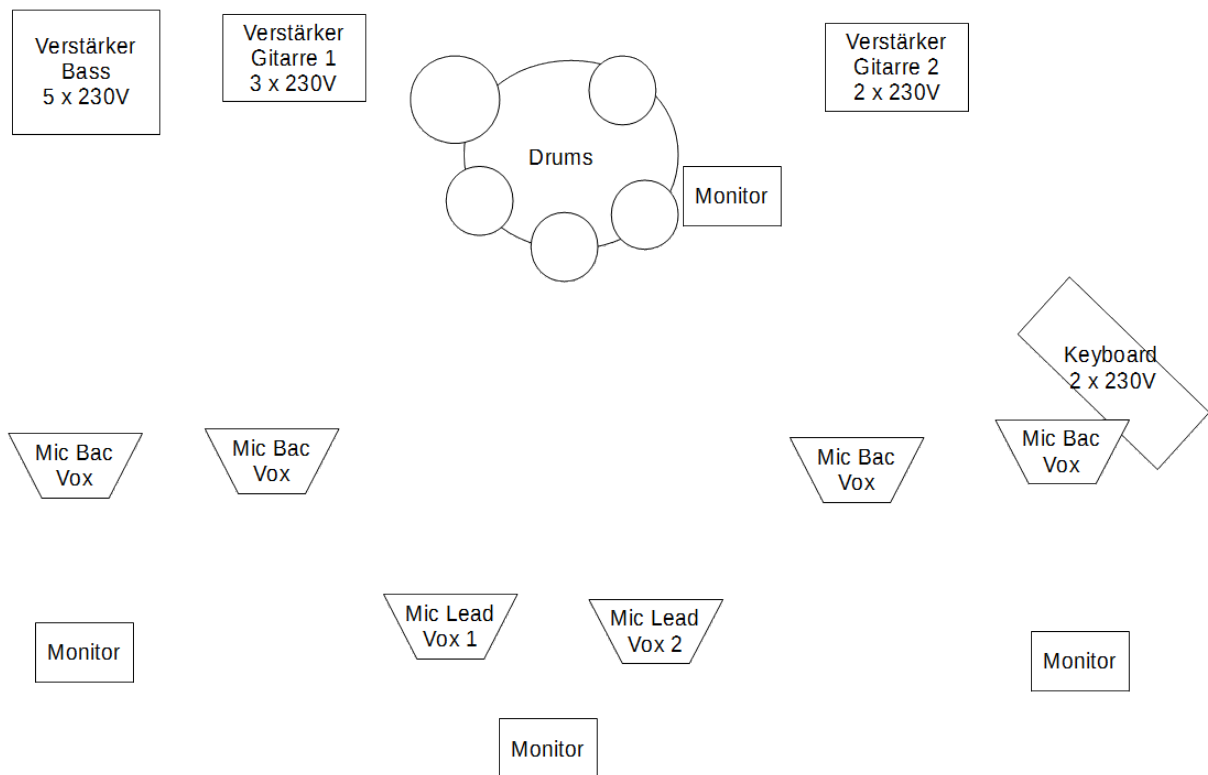 Verstärker
Bass
5 x 230V
Verstärker
Gitarre 1
3 x 230V
Drums
Monitor
Verstärker
Gitarre 2
2 x 230V
Keyboard
2 x 230V
Mic Bac
Vox
Mic Bac
Vox
Mic Bac
Vox
Mic Bac
Vox
Mic Lead
Vox 1
Mic Lead
Vox 2
Monitor
Monitor
Monitor